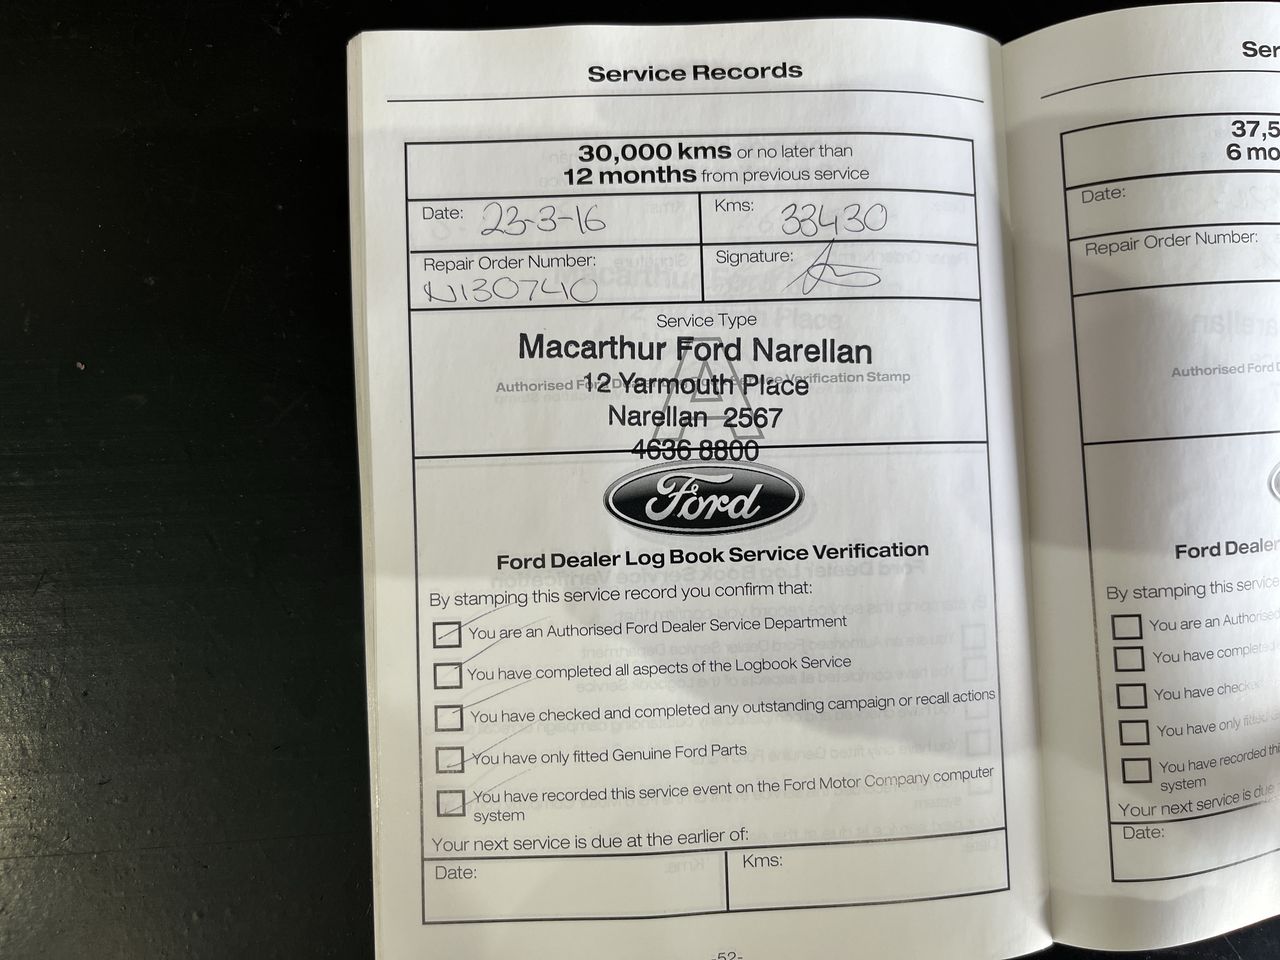 Service Records
30,000 kms or no later than
12 months from previous service
Date: 23-3-16
Kms: 33430
Repair Order Number:
N130740
Signature:
Service Type
Macarthur Ford Narellan
A
Authorised Ford Verification Stamp
12 Yarmouth Place
Narellan 2567
4636 8800
Ford
Ford Dealer Log Book Service Verification
By stamping this service record you confirm that:
You are an Authorised Ford Dealer Service Department
You have completed all aspects of the Logbook Service
You have checked and completed any outstanding campaign or recall actions
You have only fitted Genuine Ford Parts
You have recorded this service event on the Ford Motor Company computer
system
Your next service is due at the earlier of:
Date:
Kms:
-52-
Ser
37,5
6 mo
Date:
Repair Order Number:
Authorised Ford D
Ford Dealer
By stamping this service
You are an Authorised
You have complete
You have check
You have only fitted
You have recorded thi
system
Your next service is due
Date: